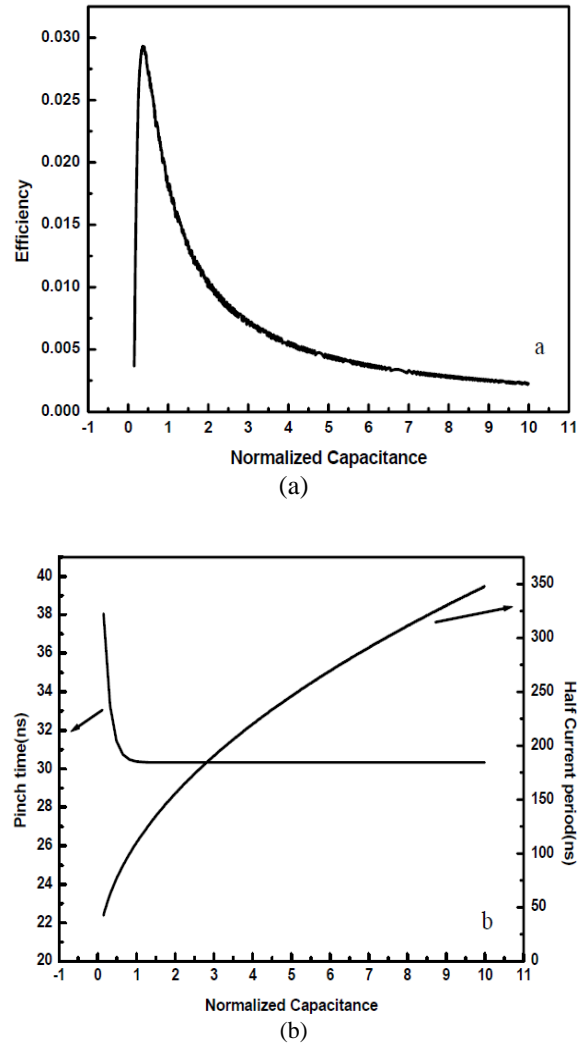 0.030
0.025
0.020
0.015
0.010
0.005
0.000
Efficiency
a
-1 0 1 2 3 4 5 6 7 8 9 10 11
Normalized Capacitance
(a)
40
38
36
34
32
30
28
26
24
22
20
Pinch time(ns)
350
300
250
200
150
100
50
0
Half Current period(ns)
b
-1 0 1 2 3 4 5 6 7 8 9 10 11
Normalized Capacitance
(b)